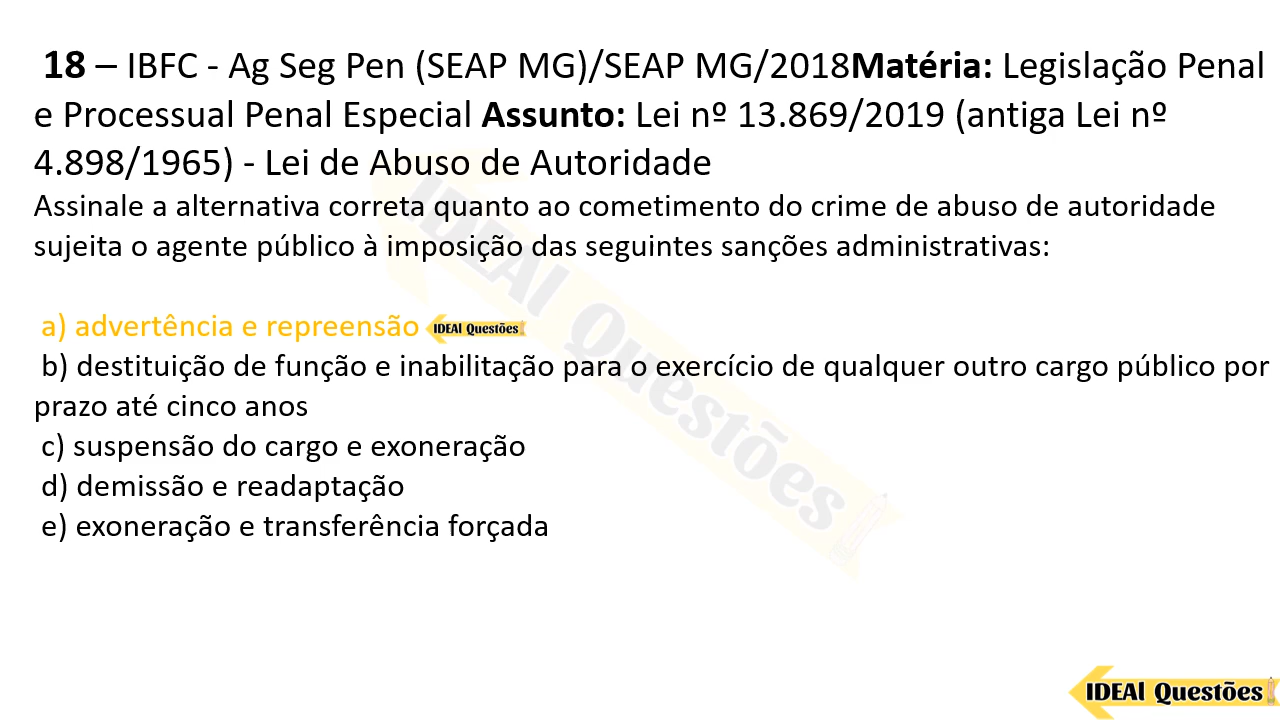 18 – IBFC - Ag Seg Pen (SEAP MG)/SEAP MG/2018Matéria: Legislação Penal
e Processual Penal Especial Assunto: Lei nº 13.869/2019 (antiga Lei nº
4.898/1965) - Lei de Abuso de Autoridade
Assinale a alternativa correta quanto ao cometimento do crime de abuso de autoridade
sujeita o agente público à imposição das seguintes sanções administrativas:
a) advertência e repreensão IDEAl Questões
b) destituição de função e inabilitação para o exercício de qualquer outro cargo público por
prazo até cinco anos
c) suspensão do cargo e exoneração
d) demissão e readaptação
e) exoneração e transferência forçada
IDEAl Questões
IDEAl Questões